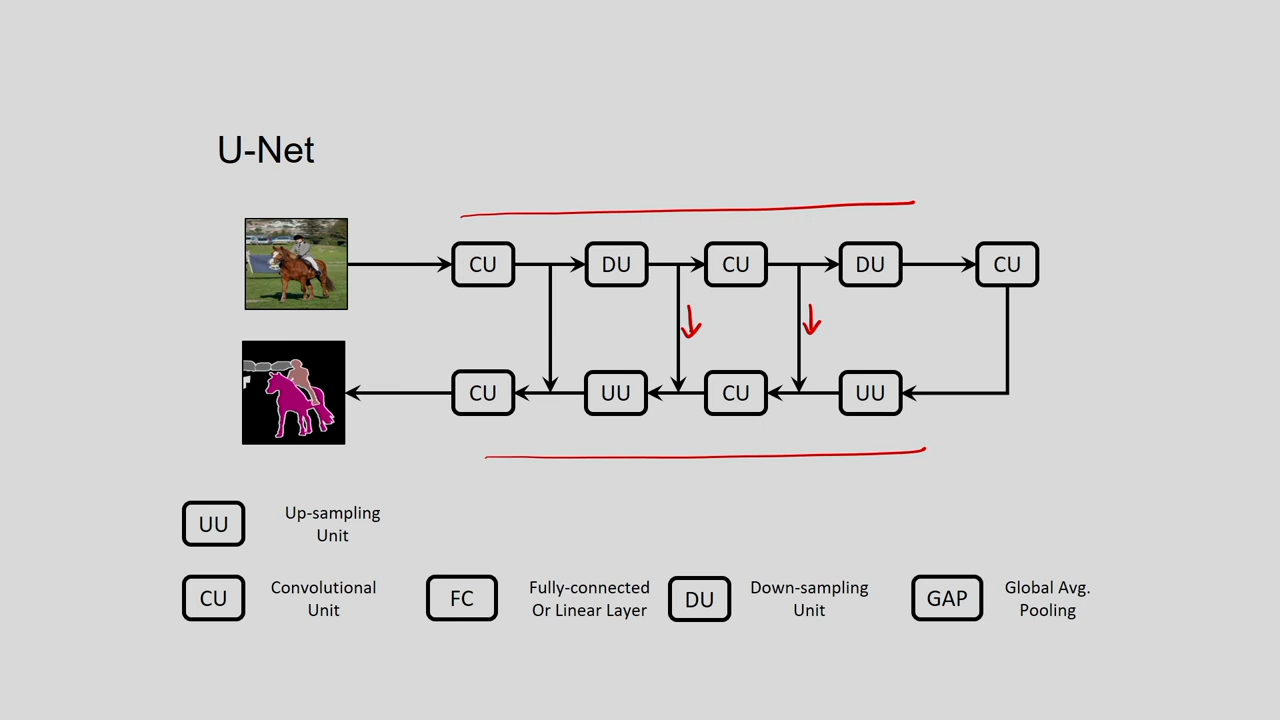 U-Net
CU DU CU DU CU
CU UU CU UU
UU Up-sampling
Unit
CU Convolutional
Unit
FC Fully-connected
Or Linear Layer
DU Down-sampling
Unit
GAP Global Avg.
Pooling